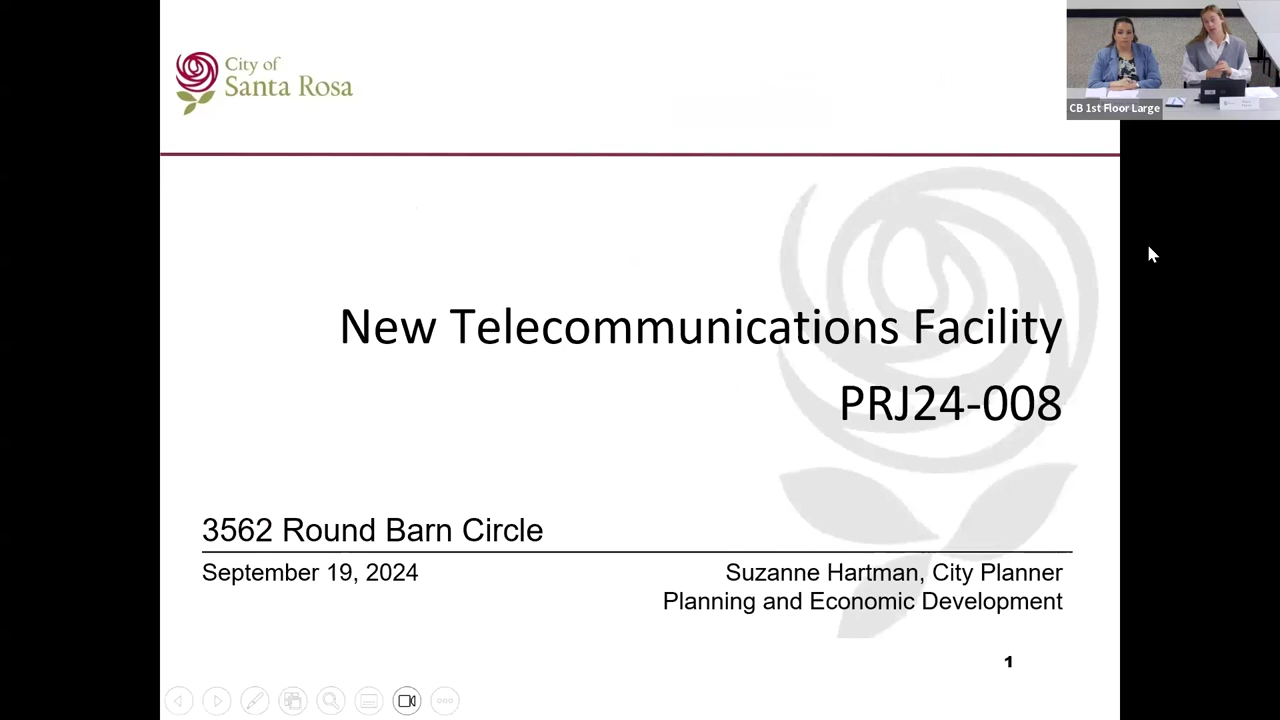 City of
Santa Rosa
CB 1st Floor Large
New Telecommunications Facility
PRJ24-008
3562 Round Barn Circle
September 19, 2024
Suzanne Hartman, City Planner
Planning and Economic Development
1